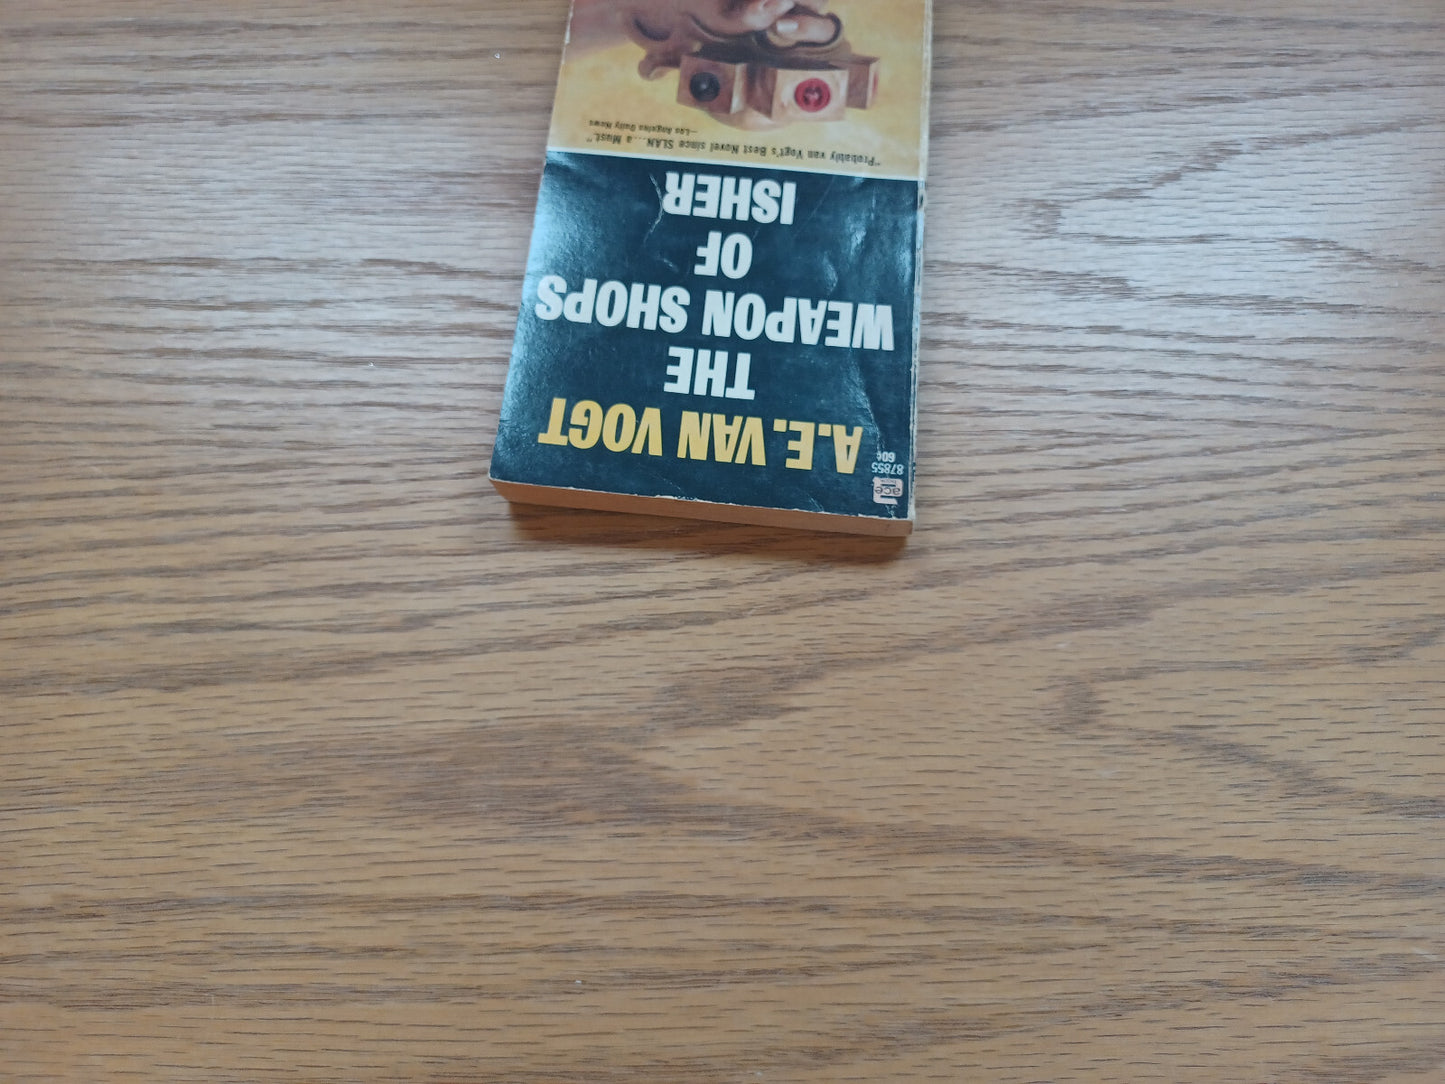 ace
BOOK
87855
60¢
A.E. VAN VOGT
THE
WEAPON SHOPS
OF
ISHER
"Probably van Vogt's Best Novel since SLAN....a Must."
—Los Angeles Daily News